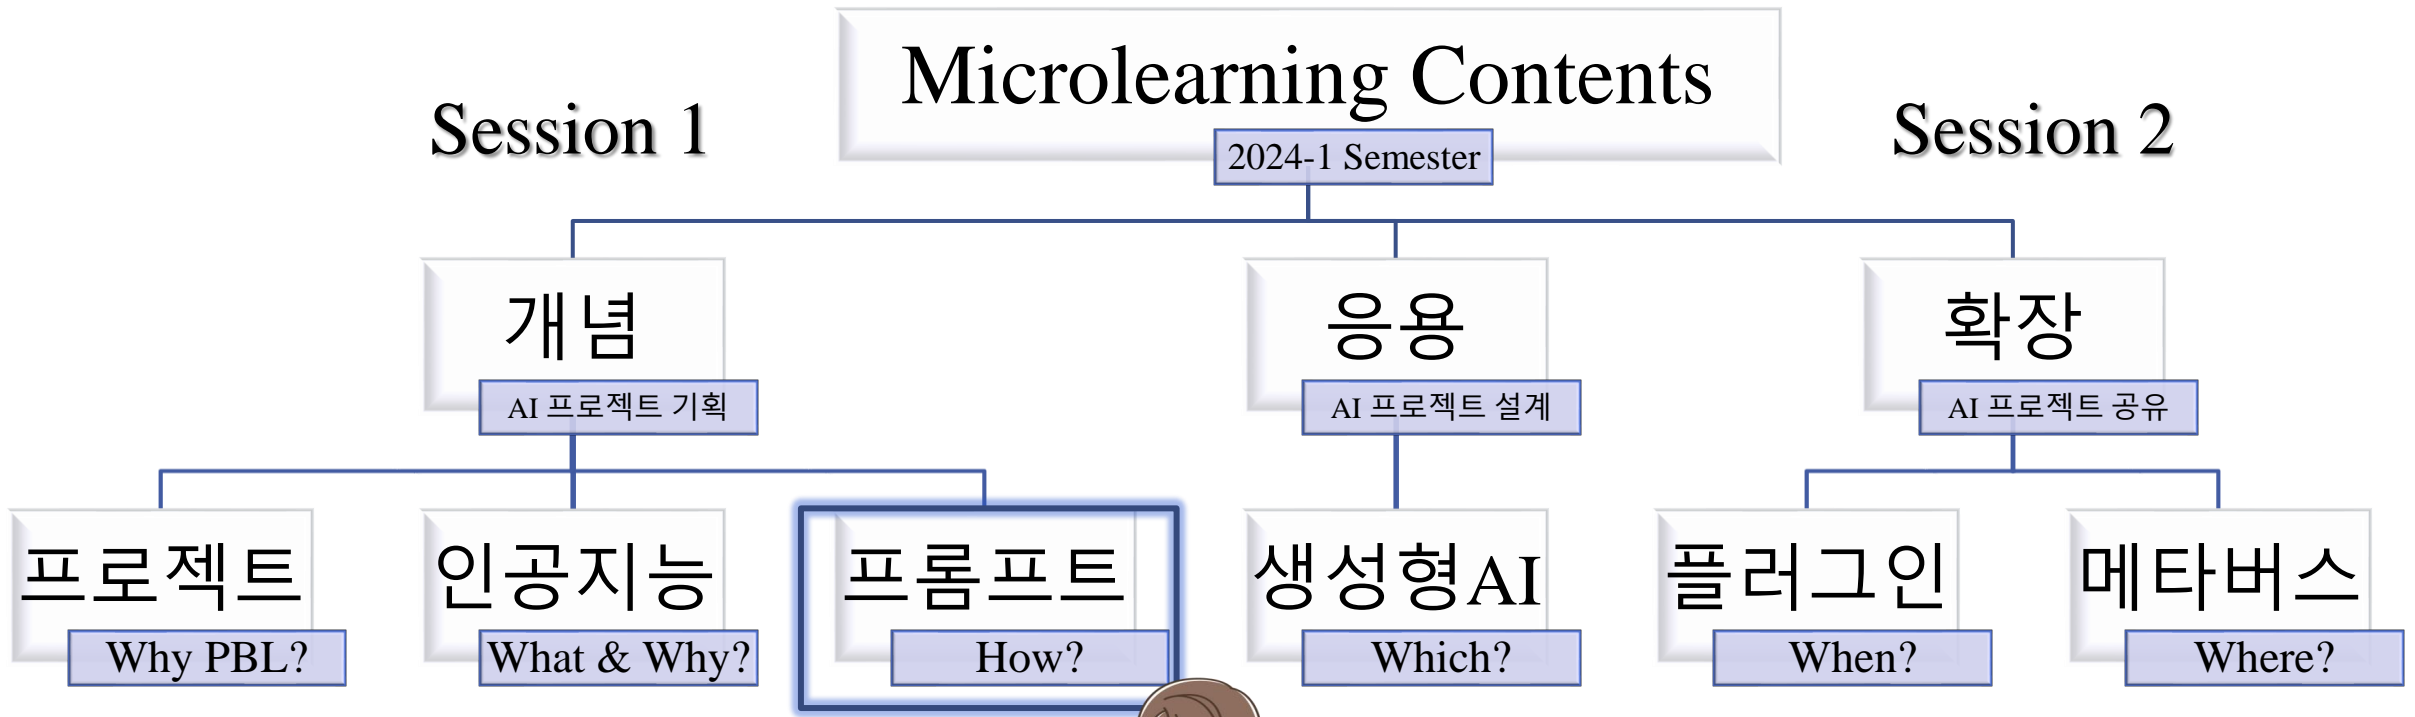 Microlearning Contents
2024-1 Semester
Session 1
Session 2
개념
AI 프로젝트 기획
응용
AI 프로젝트 설계
확장
AI 프로젝트 공유
프로젝트
Why PBL?
인공지능
What & Why?
프롬프트
How?
생성형AI
Which?
플러그인
When?
메타버스
Where?